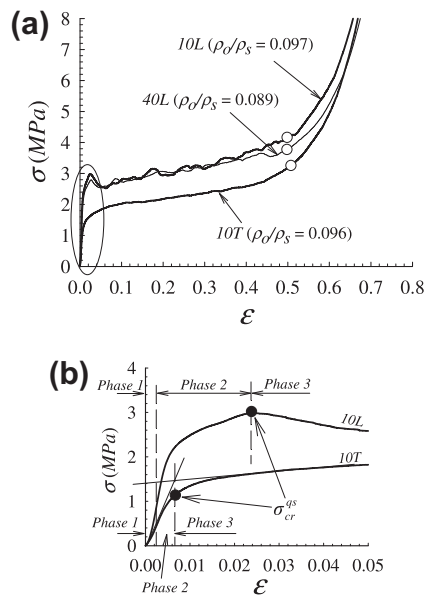 (a)
8
7
6
5
4
3
2
1
0
σ (MPa)
10L (ρo/ρs = 0.097)
40L (ρo/ρs = 0.089)
10T (ρo/ρs = 0.096)
0 0.1 0.2 0.3 0.4 0.5 0.6 0.7 0.8
ε
(b)
4
3
2
1
0
σ (MPa)
Phase 1 Phase 2 Phase 3
10L
10T
σcr^qs
Phase 1 Phase 3
0.00 0.01 0.02 0.03 0.04 0.05
Phase 2
ε